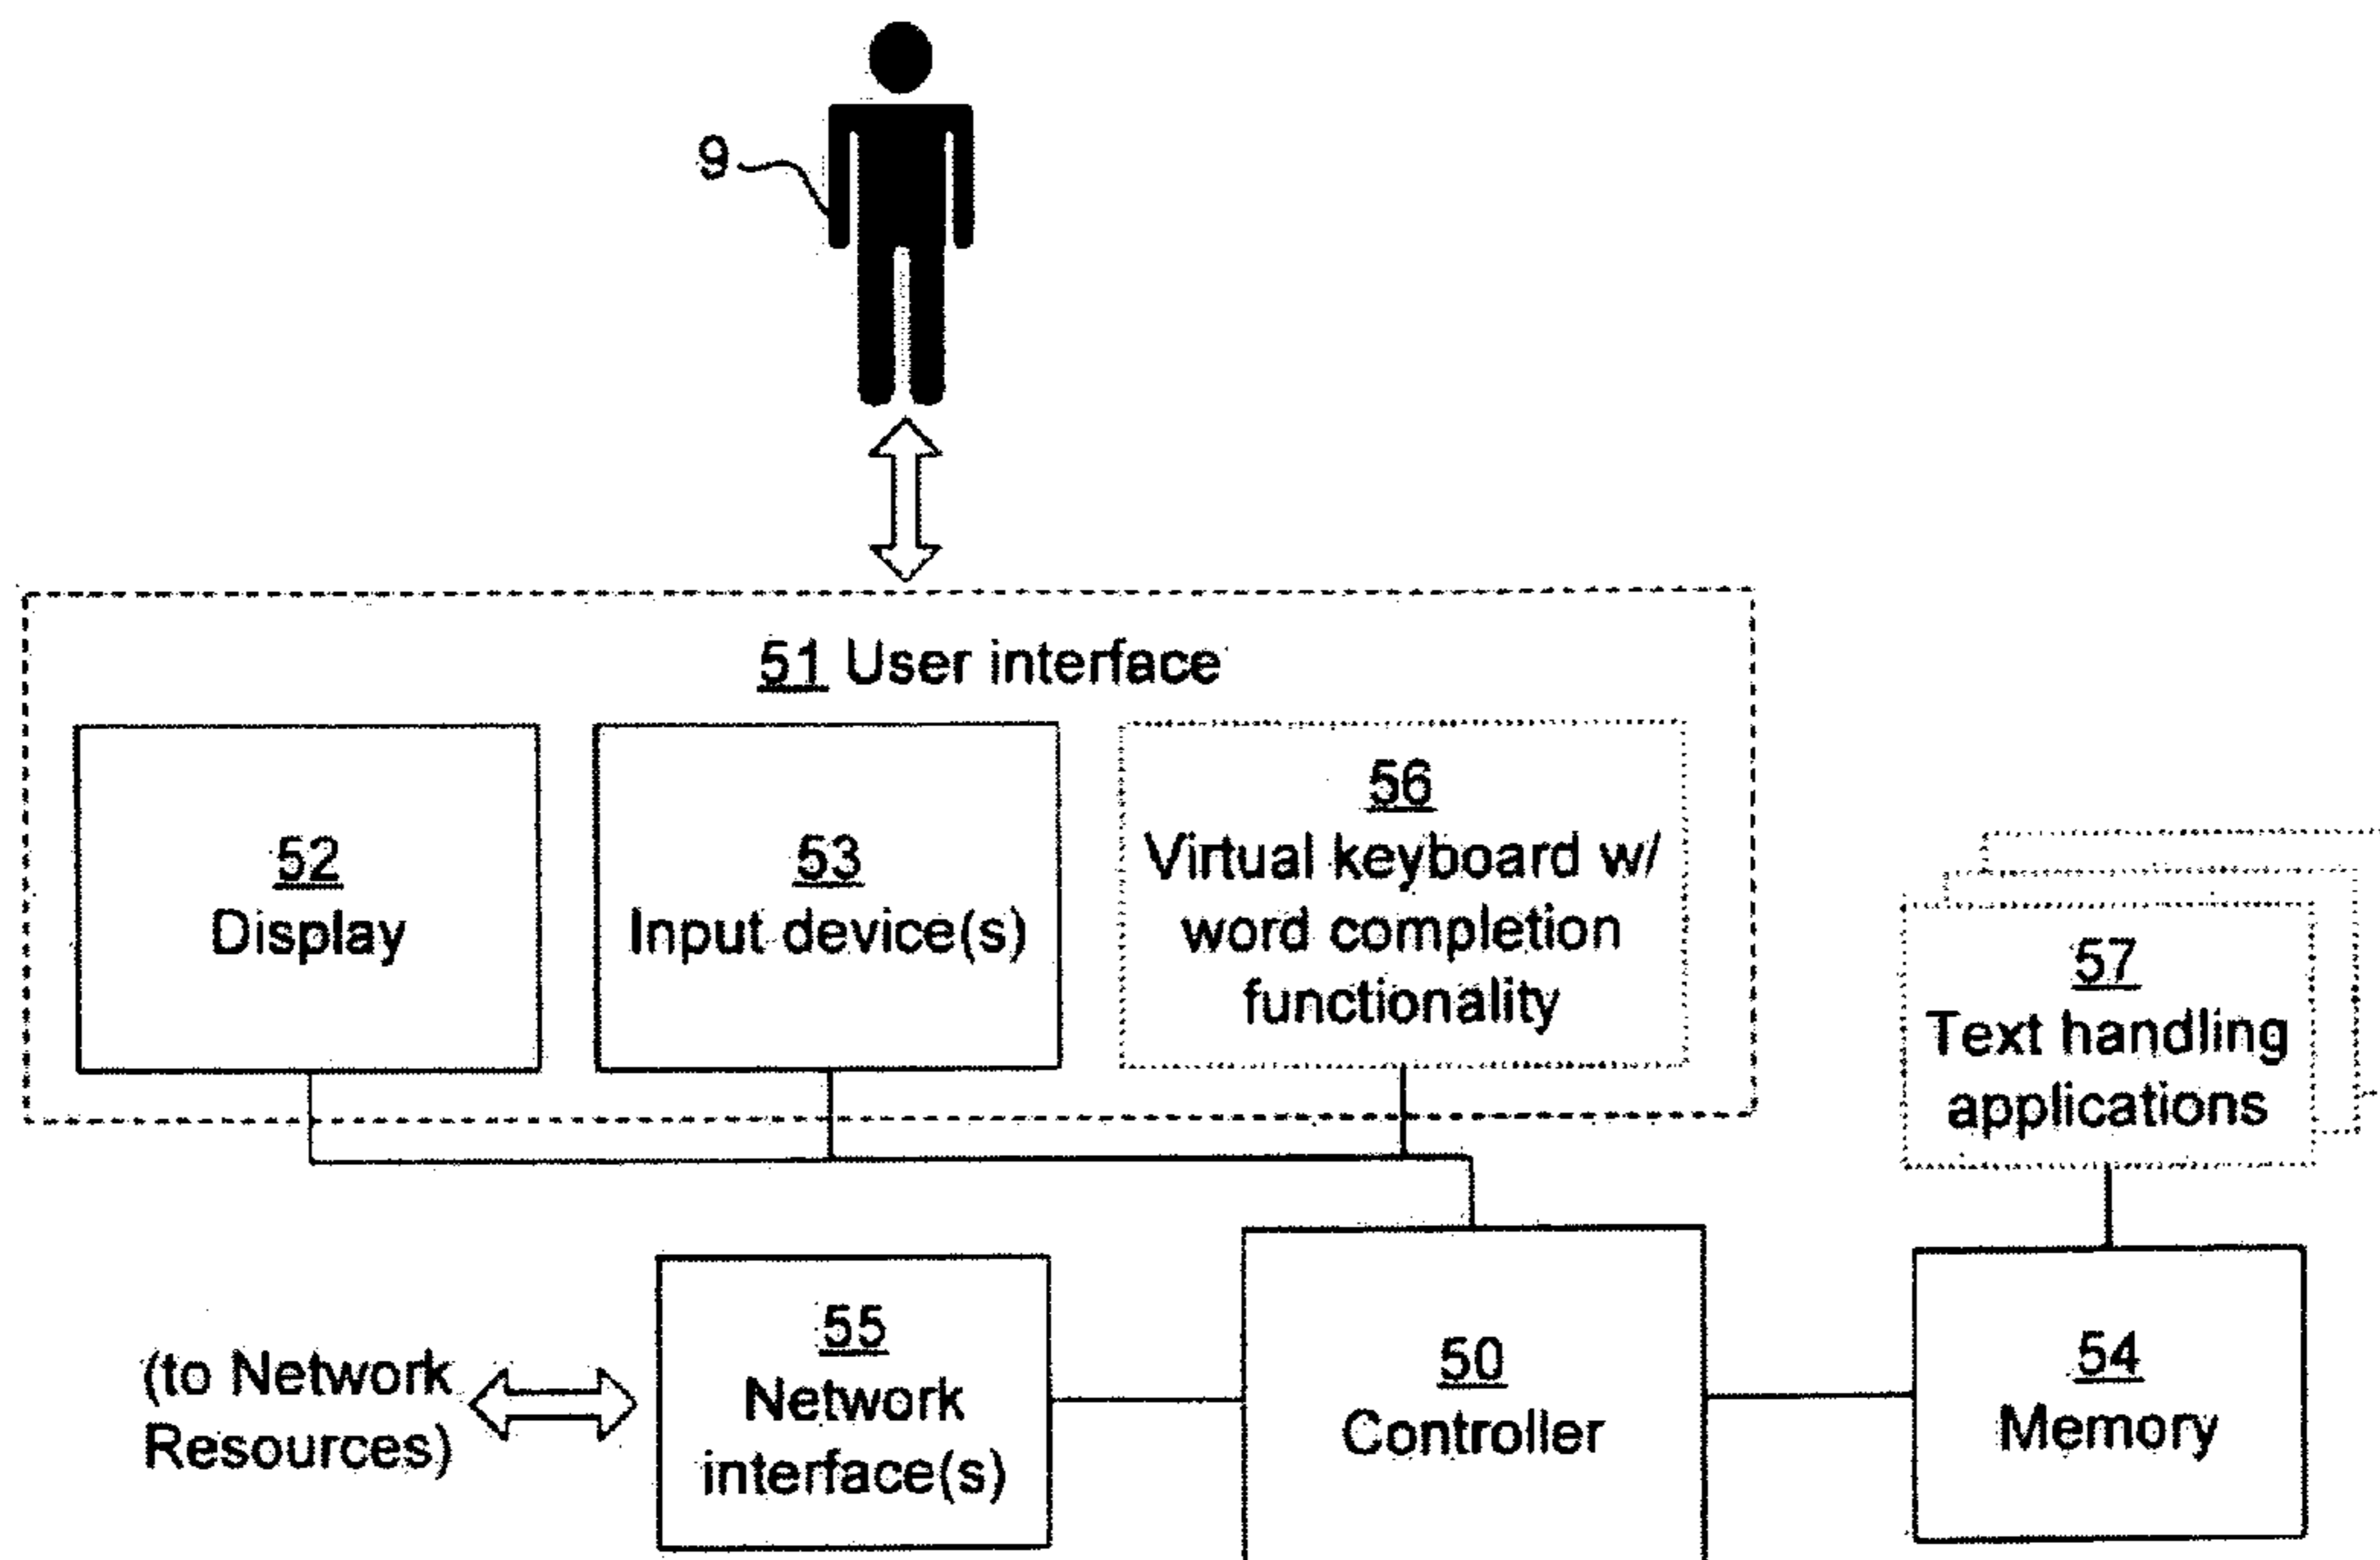 9
51 User interface
52
Display
53
Input device(s)
56
Virtual keyboard w/
word completion
functionality
57
Text handling
applications
(to Network
Resources)
55
Network
interface(s)
50
Controller
54
Memory